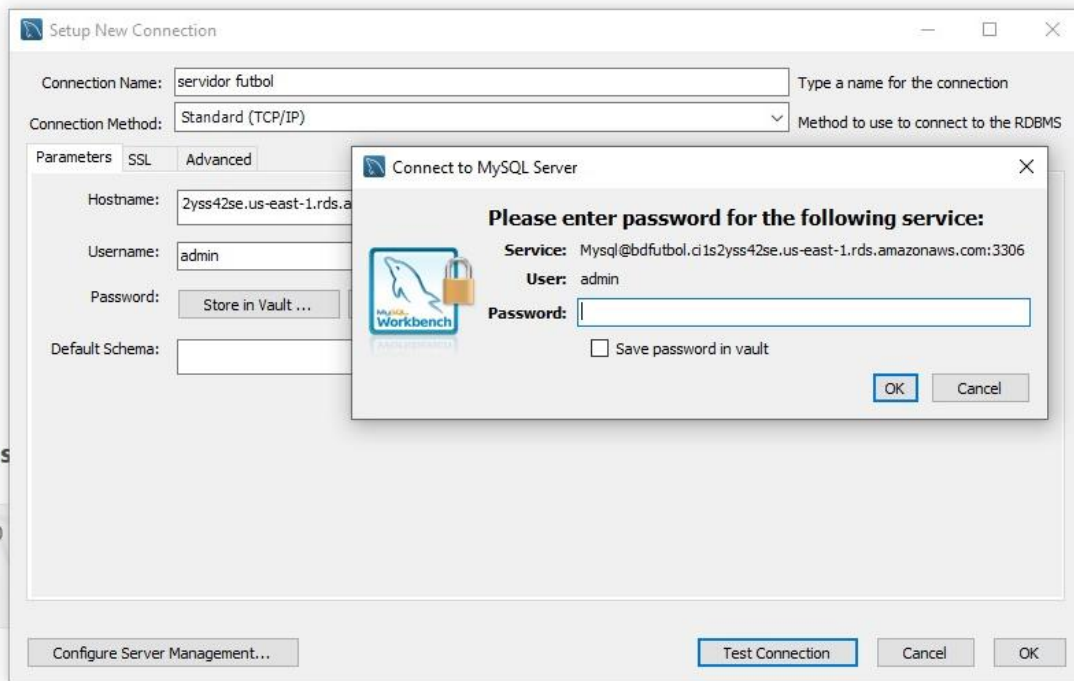 Setup New Connection
Connection Name: servidor futbol Type a name for the connection
Connection Method: Standard (TCP/IP) Method to use to connect to the RDBMS
Parameters SSL Advanced
Hostname: 2yss42se.us-east-1.rds.a
Username: admin
Password: Store in Vault ...
Default Schema:
Connect to MySQL Server
Please enter password for the following service:
Service: Mysql@bdfutbol.ci1s2yss42se.us-east-1.rds.amazonaws.com:3306
User: admin
Password:
MySQL
Workbench
Save password in vault
OK Cancel
Configure Server Management... Test Connection Cancel OK